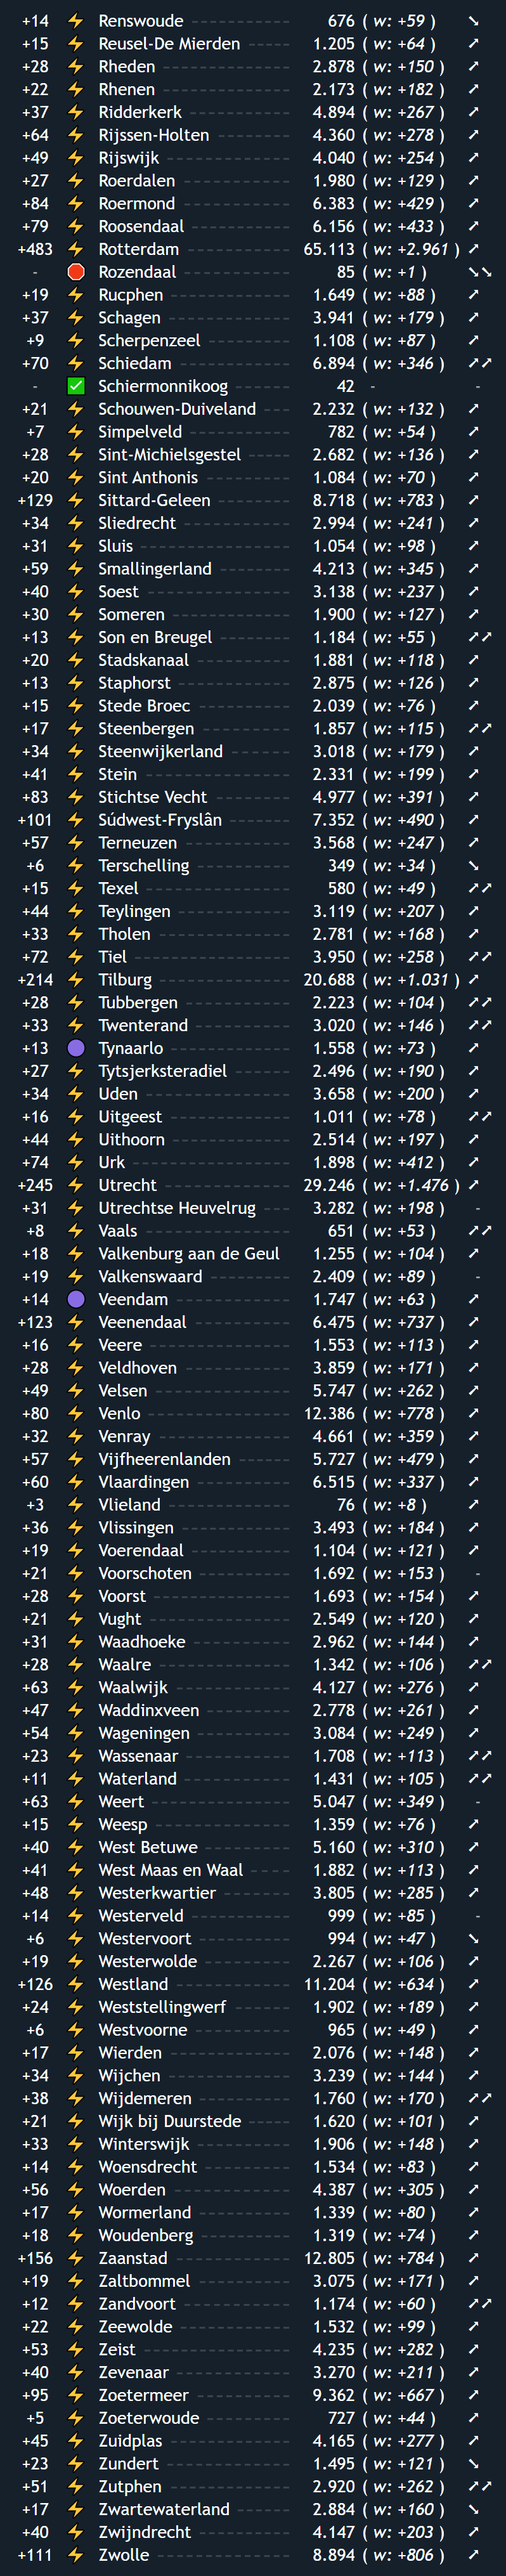 +14 Renswoude 676 ( w: +59 ) ↘
+15 Reusel-De Mierden 1.205 ( w: +64 ) ↗
+28 Rheden 2.878 ( w: +150 ) ↗
+22 Rhenen 2.173 ( w: +182 ) ↗
+37 Ridderkerk 4.894 ( w: +267 ) ↗
+64 Rijssen-Holten 4.360 ( w: +278 ) ↗
+49 Rijswijk 4.040 ( w: +254 ) ↗
+27 Roerdalen 1.980 ( w: +129 ) ↗
+84 Roermond 6.383 ( w: +429 ) ↗
+79 Roosendaal 6.156 ( w: +433 ) ↗
+483 Rotterdam 65.113 ( w: +2.961 ) ↗
- Rozendaal 85 ( w: +1 ) ↘↘
+19 Rucphen 1.649 ( w: +88 ) ↗
+37 Schagen 3.941 ( w: +179 ) ↗
+9 Scherpenzeel 1.108 ( w: +87 ) ↗
+70 Schiedam 6.894 ( w: +346 ) ↗↗
- Schiermonnikoog 42 - -
+21 Schouwen-Duiveland 2.232 ( w: +132 ) ↗
+7 Simpelveld 782 ( w: +54 ) ↗
+28 Sint-Michielsgestel 2.682 ( w: +136 ) ↗
+20 Sint Anthonis 1.084 ( w: +70 ) ↗
+129 Sittard-Geleen 8.718 ( w: +783 ) ↗
+34 Sliedrecht 2.994 ( w: +241 ) ↗
+31 Sluis 1.054 ( w: +98 ) ↗
+59 Smallingerland 4.213 ( w: +345 ) ↗
+40 Soest 3.138 ( w: +237 ) ↗
+30 Someren 1.900 ( w: +127 ) ↗
+13 Son en Breugel 1.184 ( w: +55 ) ↗↗
+20 Stadskanaal 1.881 ( w: +118 ) ↗
+13 Staphorst 2.875 ( w: +126 ) ↗
+15 Stede Broec 2.039 ( w: +76 ) ↗
+17 Steenbergen 1.857 ( w: +115 ) ↗↗
+34 Steenwijkerland 3.018 ( w: +179 ) ↗
+41 Stein 2.331 ( w: +199 ) ↗
+83 Stichtse Vecht 4.977 ( w: +391 ) ↗
+101 Súdwest-Fryslân 7.352 ( w: +490 ) ↗
+57 Terneuzen 3.568 ( w: +247 ) ↗
+6 Terschelling 349 ( w: +34 ) ↘
+15 Texel 580 ( w: +49 ) ↗↗
+44 Teylingen 3.119 ( w: +207 ) ↗
+33 Tholen 2.781 ( w: +168 ) ↗
+72 Tiel 3.950 ( w: +258 ) ↗↗
+214 Tilburg 20.688 ( w: +1.031 ) ↗
+28 Tubbergen 2.223 ( w: +104 ) ↗↗
+33 Twenterand 3.020 ( w: +146 ) ↗↗
+13 Tynaarlo 1.558 ( w: +73 ) ↗
+27 Tytsjerksteradiel 2.496 ( w: +190 ) ↗
+34 Uden 3.658 ( w: +200 ) ↗
+16 Uitgeest 1.011 ( w: +78 ) ↗↗
+44 Uithoorn 2.514 ( w: +197 ) ↗
+74 Urk 1.898 ( w: +412 ) ↗
+245 Utrecht 29.246 ( w: +1.476 ) ↗
+31 Utrechtse Heuvelrug 3.282 ( w: +198 ) -
+8 Vaals 651 ( w: +53 ) ↗↗
+18 Valkenburg aan de Geul 1.255 ( w: +104 ) ↗
+19 Valkenswaard 2.409 ( w: +89 ) -
+14 Veendam 1.747 ( w: +63 ) ↗
+123 Veenendaal 6.475 ( w: +737 ) ↗
+16 Veere 1.553 ( w: +113 ) ↗
+28 Veldhoven 3.859 ( w: +171 ) ↗
+49 Velsen 5.747 ( w: +262 ) ↗
+80 Venlo 12.386 ( w: +778 ) ↗
+32 Venray 4.661 ( w: +359 ) ↗
+57 Vijfheerenlanden 5.727 ( w: +479 ) ↗
+60 Vlaardingen 6.515 ( w: +337 ) ↗
+3 Vlieland 76 ( w: +8 ) ↗
+36 Vlissingen 3.493 ( w: +184 ) ↗
+19 Voerendaal 1.104 ( w: +121 ) ↗
+21 Voorschoten 1.692 ( w: +153 ) -
+28 Voorst 1.693 ( w: +154 ) ↗
+21 Vught 2.549 ( w: +120 ) ↗
+31 Waadhoeke 2.962 ( w: +144 ) ↗
+28 Waalre 1.342 ( w: +106 ) ↗↗
+63 Waalwijk 4.127 ( w: +276 ) ↗
+47 Waddinxveen 2.778 ( w: +261 ) ↗
+54 Wageningen 3.084 ( w: +249 ) ↗
+23 Wassenaar 1.708 ( w: +113 ) ↗↗
+11 Waterland 1.431 ( w: +105 ) ↗↗
+63 Weert 5.047 ( w: +349 ) -
+15 Weesp 1.359 ( w: +76 ) ↗
+40 West Betuwe 5.160 ( w: +310 ) ↗
+41 West Maas en Waal 1.882 ( w: +113 ) ↗
+48 Westerkwartier 3.805 ( w: +285 ) ↗
+14 Westerveld 999 ( w: +85 ) -
+6 Westervoort 994 ( w: +47 ) ↘
+19 Westerwolde 2.267 ( w: +106 ) ↗
+126 Westland 11.204 ( w: +634 ) ↗
+24 Weststellingwerf 1.902 ( w: +189 ) ↗
+6 Westvoorne 965 ( w: +49 ) ↗
+17 Wierden 2.076 ( w: +148 ) ↗
+34 Wijchen 3.239 ( w: +144 ) ↗
+38 Wijdemeren 1.760 ( w: +170 ) ↗↗
+21 Wijk bij Duurstede 1.620 ( w: +101 ) ↗
+33 Winterswijk 1.906 ( w: +148 ) ↗
+14 Woensdrecht 1.534 ( w: +83 ) ↗
+56 Woerden 4.387 ( w: +305 ) ↗
+17 Wormerland 1.339 ( w: +80 ) ↗
+18 Woudenberg 1.319 ( w: +74 ) ↗
+156 Zaanstad 12.805 ( w: +784 ) ↗
+19 Zaltbommel 3.075 ( w: +171 ) ↗
+12 Zandvoort 1.174 ( w: +60 ) ↗↗
+22 Zeewolde 1.532 ( w: +99 ) ↗
+53 Zeist 4.235 ( w: +282 ) ↗
+40 Zevenaar 3.270 ( w: +211 ) ↗
+95 Zoetermeer 9.362 ( w: +667 ) ↗
+5 Zoeterwoude 727 ( w: +44 ) ↗
+45 Zuidplas 4.165 ( w: +277 ) ↗
+23 Zundert 1.495 ( w: +121 ) ↘
+51 Zutphen 2.920 ( w: +262 ) ↗↗
+17 Zwartewaterland 2.884 ( w: +160 ) ↘
+40 Zwijndrecht 4.147 ( w: +203 ) ↗
+111 Zwolle 8.894 ( w: +806 ) ↗